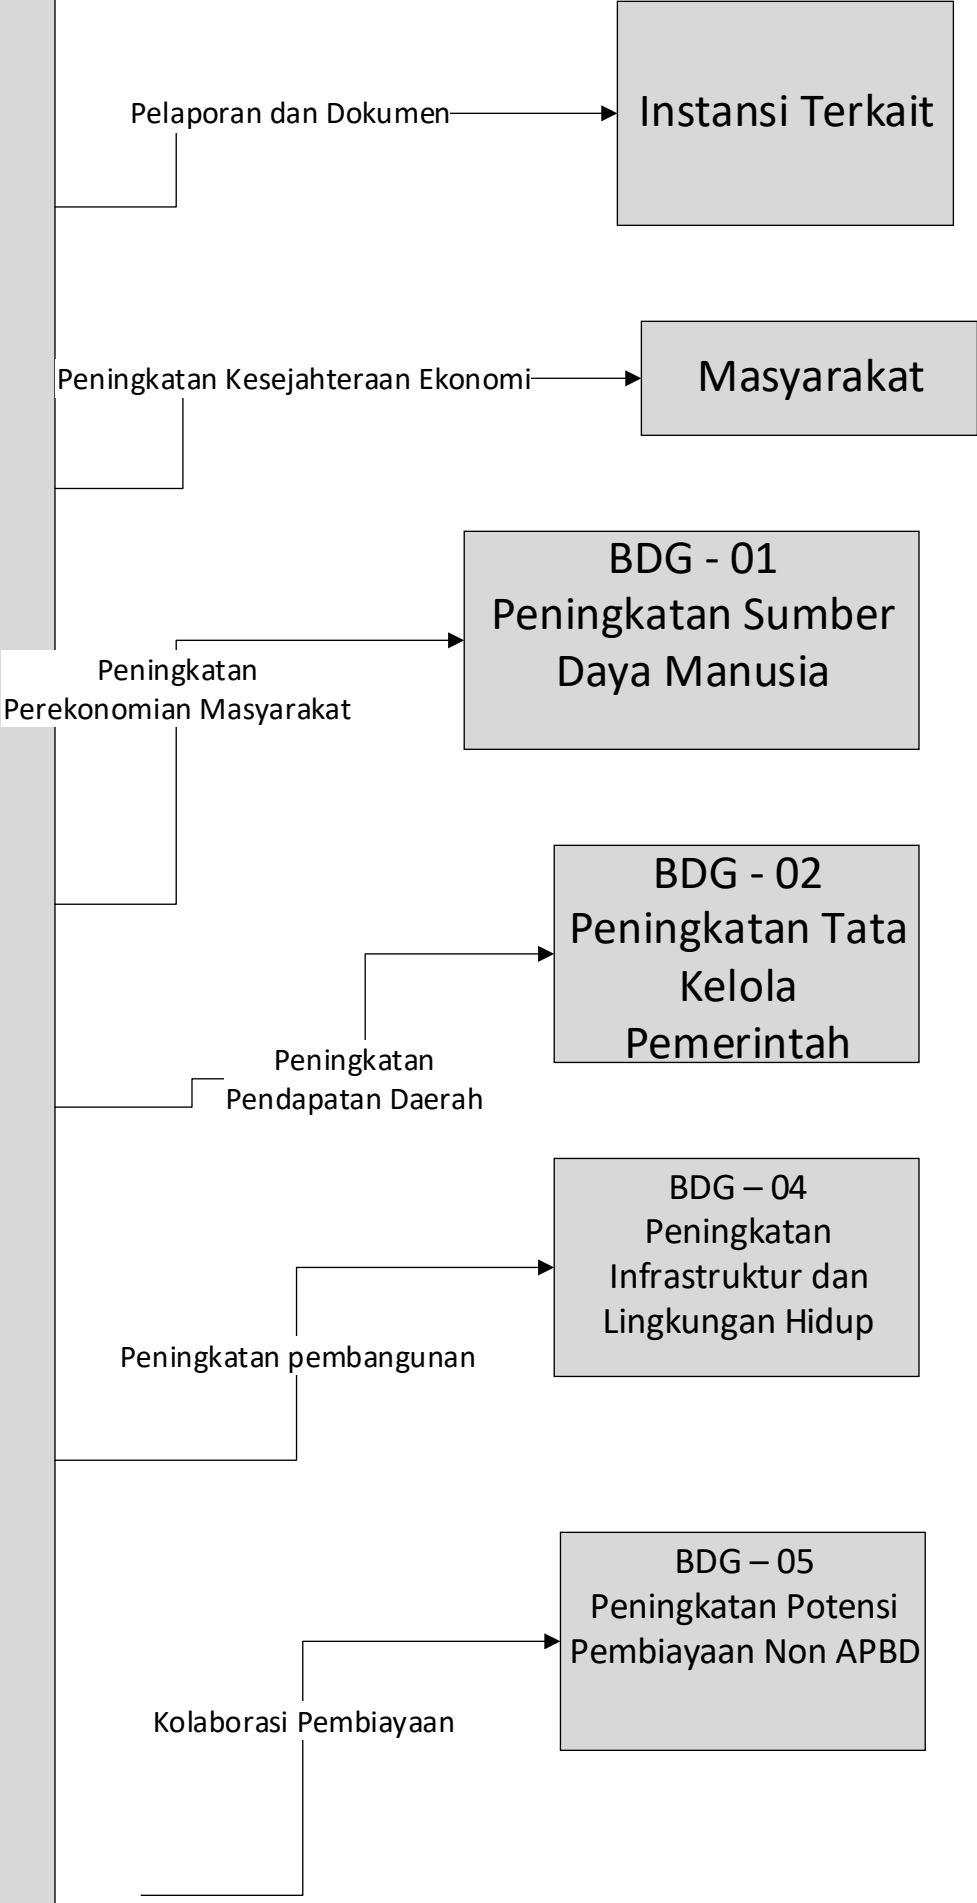 Pelaporan dan Dokumen
Instansi Terkait
Peningkatan Kesejahteraan Ekonomi
Masyarakat
BDG - 01
Peningkatan Sumber
Daya Manusia
Peningkatan
Perekonomian Masyarakat
BDG - 02
Peningkatan Tata
Kelola
Pemerintah
Peningkatan
Pendapatan Daerah
BDG – 04
Peningkatan
Infrastruktur dan
Lingkungan Hidup
Peningkatan pembangunan
BDG – 05
Peningkatan Potensi
Pembiayaan Non APBD
Kolaborasi Pembiayaan